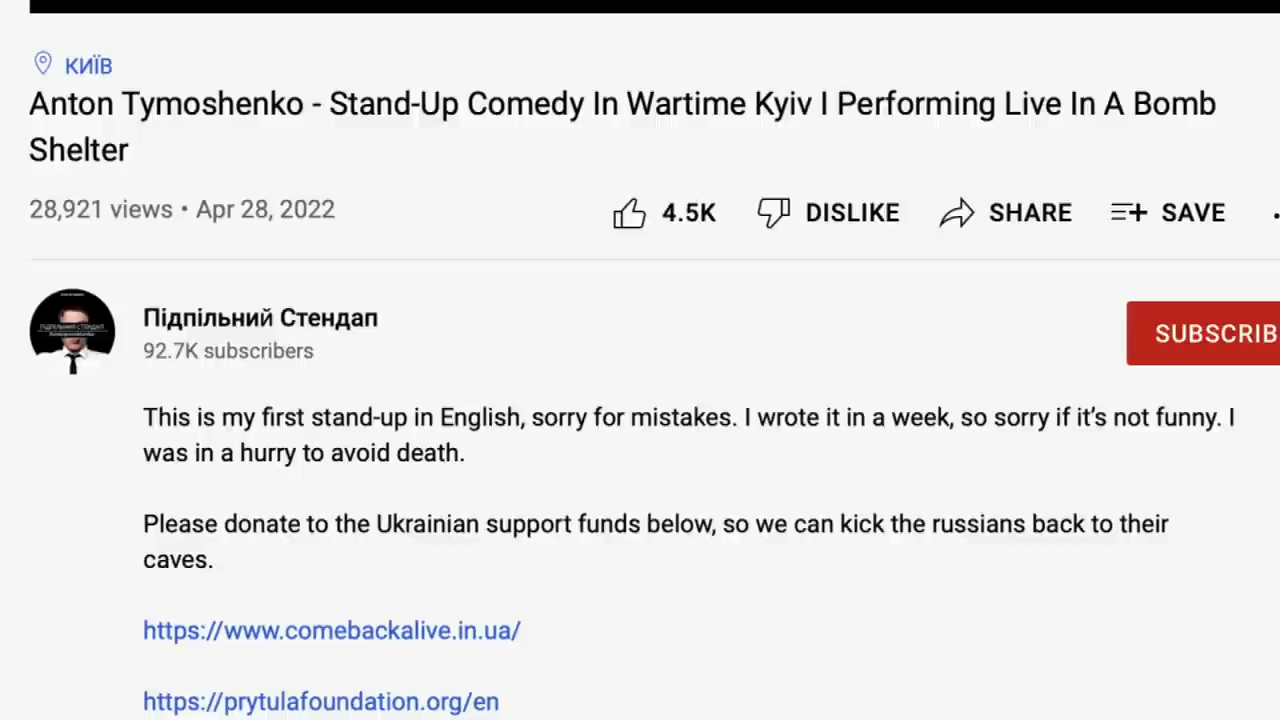 КИЇВ
Anton Tymoshenko - Stand-Up Comedy In Wartime Kyiv I Performing Live In A Bomb
Shelter
28,921 views • Apr 28, 2022
4.5K DISLIKE SHARE SAVE
Підпільний Стендап
92.7K subscribers
SUBSCRIB
ПІДПІЛЬНИЙ СТЕНДАП
This is my first stand-up in English, sorry for mistakes. I wrote it in a week, so sorry if it’s not funny. I
was in a hurry to avoid death.
Please donate to the Ukrainian support funds below, so we can kick the russians back to their
caves.
https://www.comebackalive.in.ua/
https://prytulafoundation.org/en